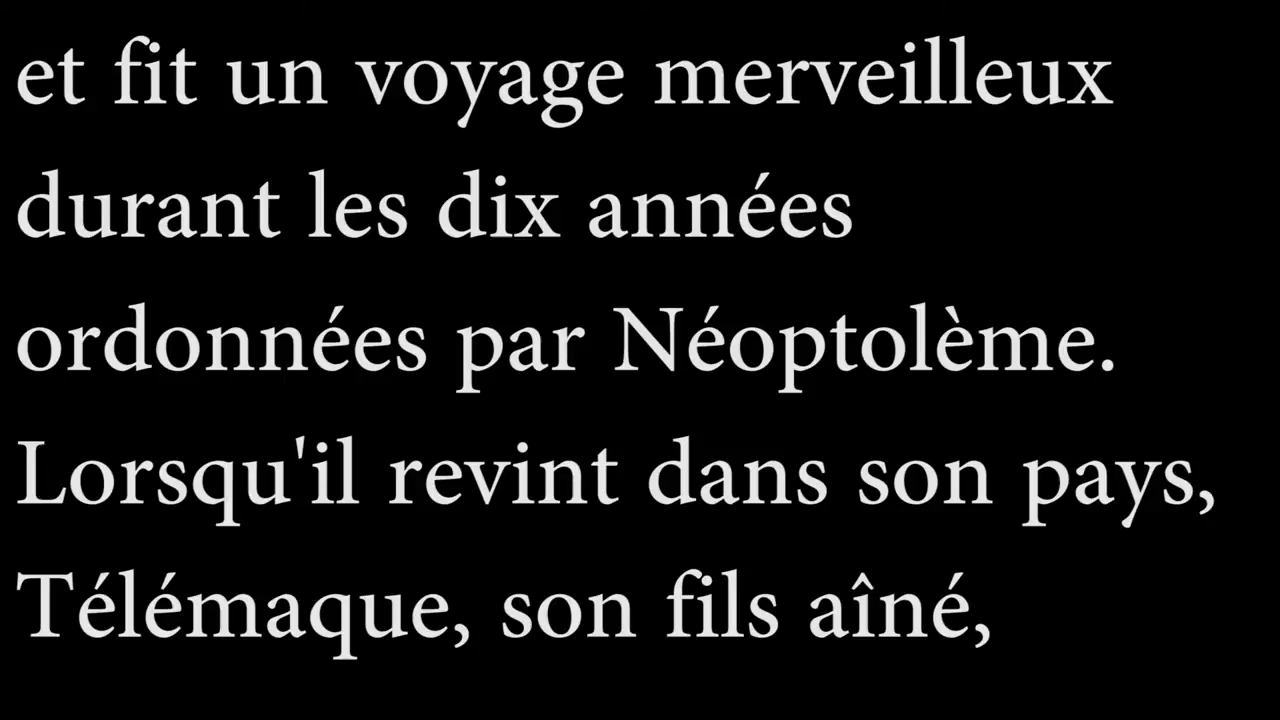 et fit un voyage merveilleux
durant les dix années
ordonnées par Néoptolème.
Lorsqu'il revint dans son pays,
Télémaque, son fils aîné,